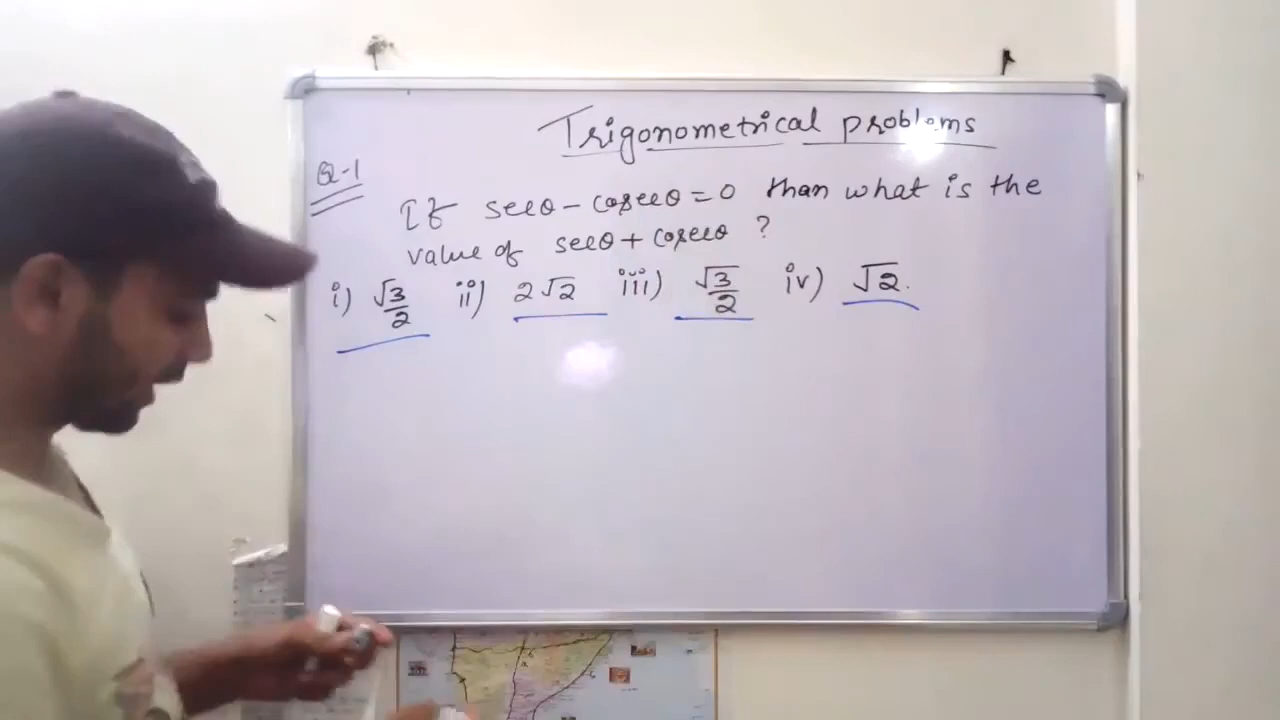 Trigonometrical problems
Q-1
If secθ - cosecθ = 0 than what is the
value of secθ + cosecθ ?
i) √3/2 ii) 2√2 iii) √3/2 iv) √2.